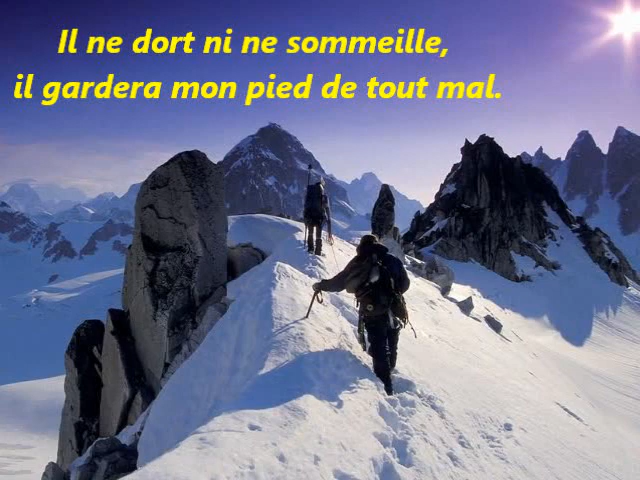 Il ne dort ni ne sommeille,
il gardera mon pied de tout mal.